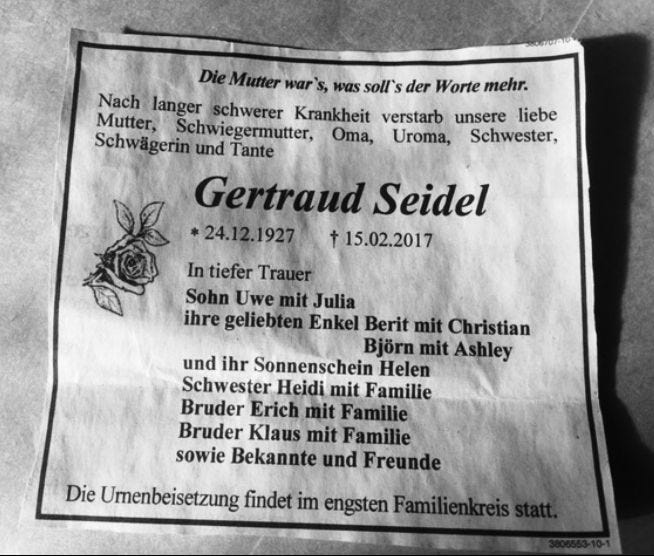 Die Mutter war`s, was soll`s der Worte mehr.
Nach langer schwerer Krankheit verstarb unsere liebe
Mutter, Schwiegermutter, Oma, Uroma, Schwester,
Schwägerin und Tante
Gertraud Seidel
* 24.12.1927 † 15.02.2017
In tiefer Trauer
Sohn Uwe mit Julia
ihre geliebten Enkel Berit mit Christian
Björn mit Ashley
und ihr Sonnenschein Helen
Schwester Heidi mit Familie
Bruder Erich mit Familie
Bruder Klaus mit Familie
sowie Bekannte und Freunde
Die Urnenbeisetzung findet im engsten Familienkreis statt.
3806553-10-1